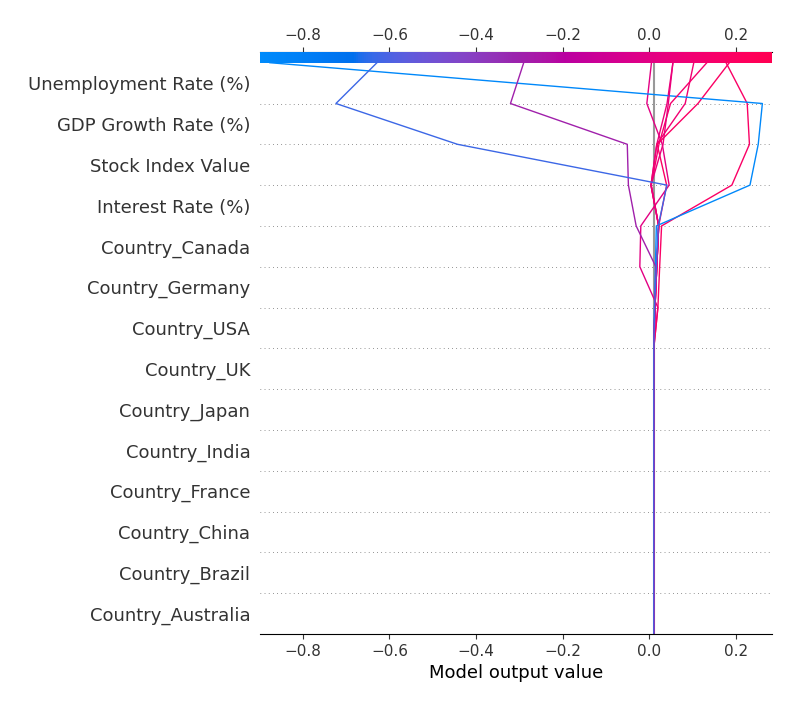 −0.8 −0.6 −0.4 −0.2 0.0 0.2
Unemployment Rate (%)
GDP Growth Rate (%)
Stock Index Value
Interest Rate (%)
Country_Canada
Country_Germany
Country_USA
Country_UK
Country_Japan
Country_India
Country_France
Country_China
Country_Brazil
Country_Australia
−0.8 −0.6 −0.4 −0.2 0.0 0.2
Model output value